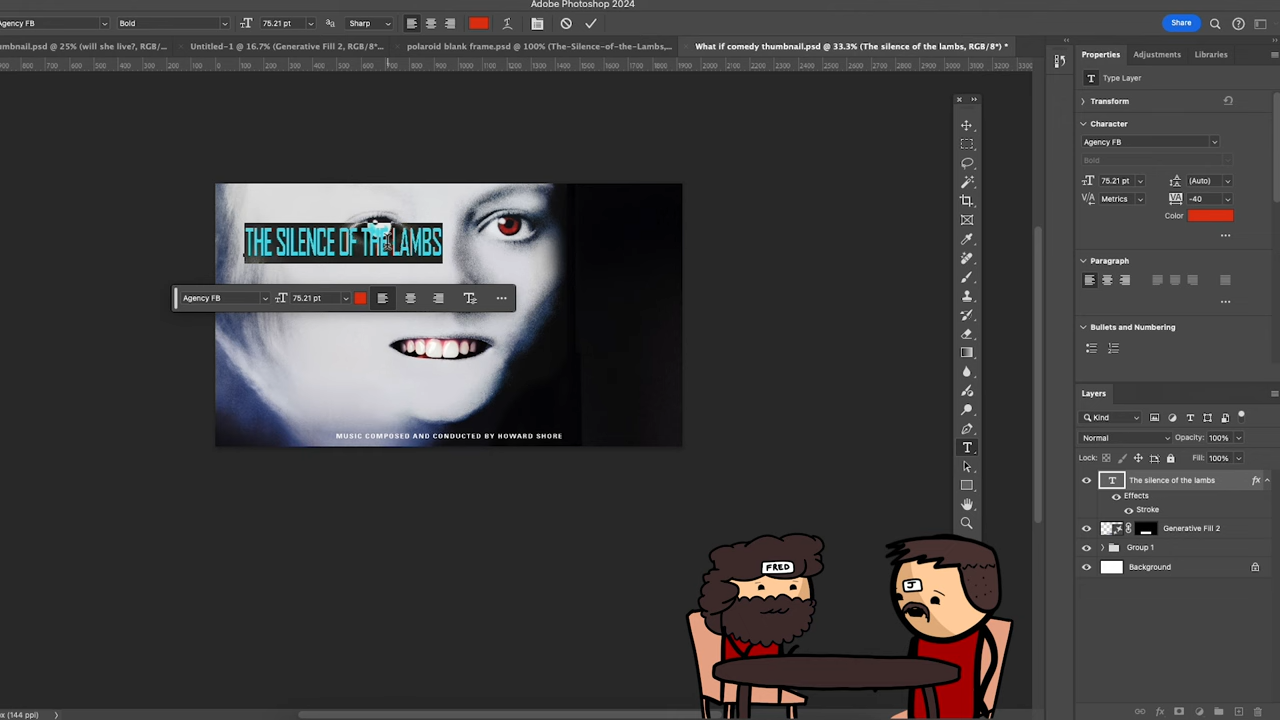 Adobe Photoshop 2024
Agency FB
Bold
75.21 pt
aa
Sharp
Share
umbnail.psd @ 25% (will she live?, RGB/...
Untitled-1 @ 16.7% (Generative Fill 2, RGB/8*...
polaroid blank frame.psd @ 100% (The-Silence-of-the-Lambs,...
What if comedy thumbnail.psd @ 33.3% (The silence of the lambs, RGB/8*) *
Properties
Adjustments
Libraries
T Type Layer
Transform
Character
Agency FB
Bold
75.21 pt
(Auto)
Metrics
-40
Color
Paragraph
Bullets and Numbering
Layers
Kind
Normal
Opacity: 100%
Lock:
Fill: 100%
T The silence of the lambs fx
Effects
Stroke
Generative Fill 2
Group 1
Background
THE SILENCE OF THE LAMBS
Agency FB
75.21 pt
MUSIC COMPOSED AND CONDUCTED BY HOWARD SHORE
FRED
J
x (144 ppi)